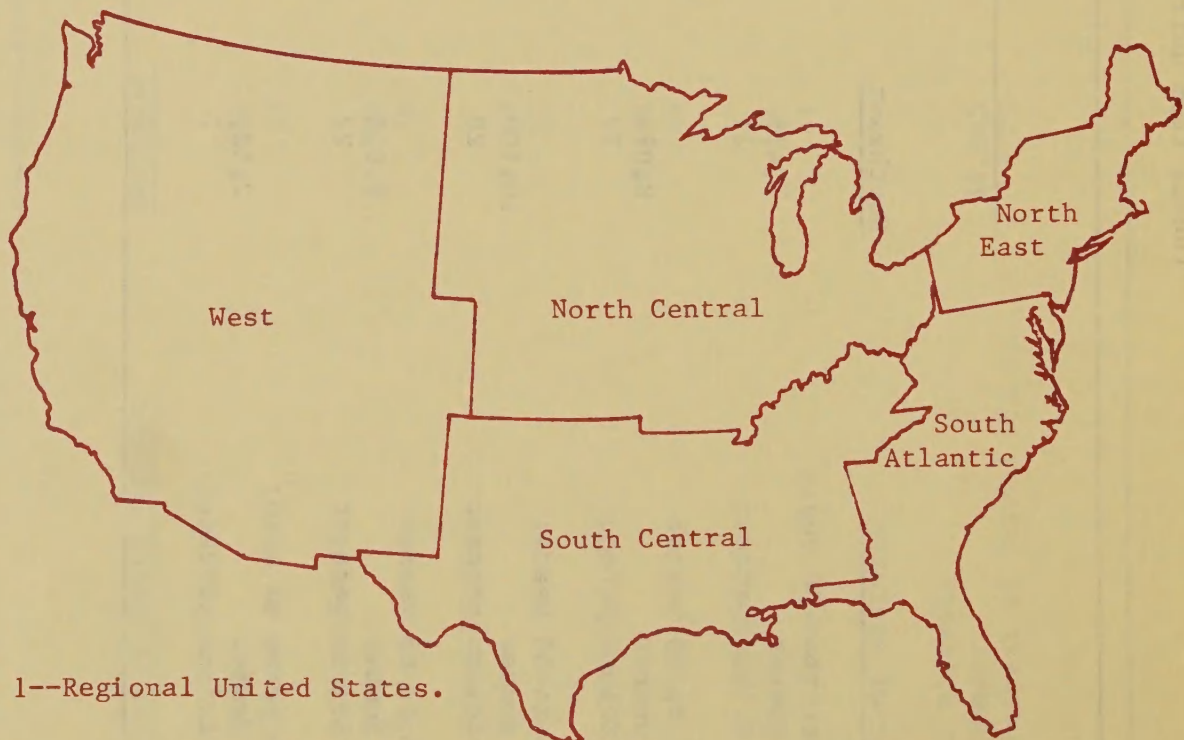 North
East
West
North Central
South
Atlantic
South Central
1--Regional United States.